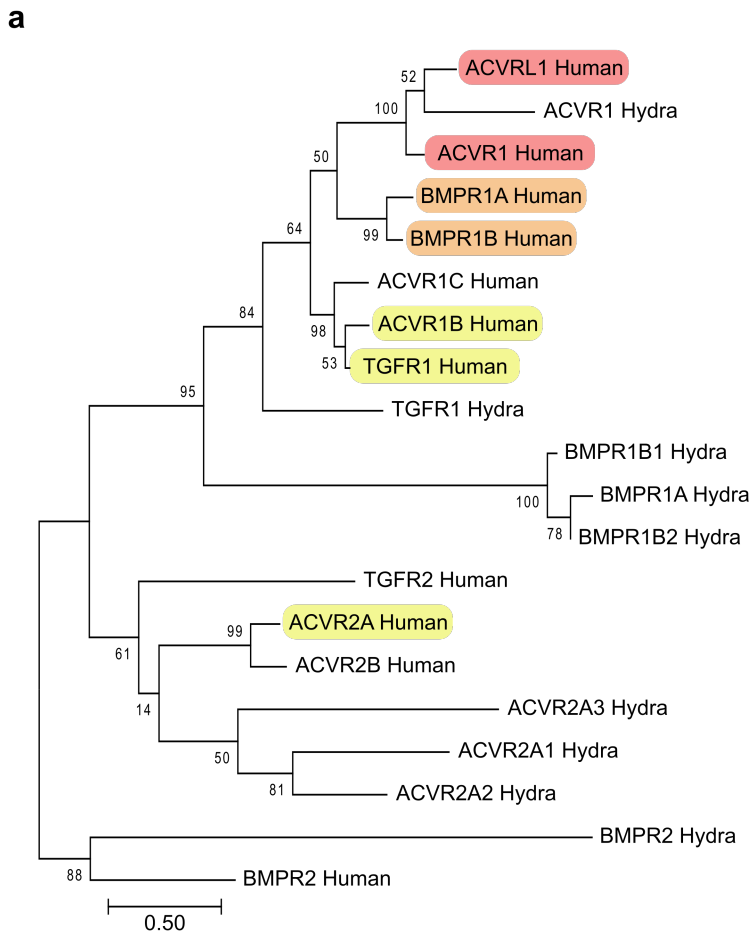 a
ACVRL1 Human
52
ACVR1 Hydra
100
ACVR1 Human
50
BMPR1A Human
99
BMPR1B Human
64
ACVR1C Human
98
ACVR1B Human
53
TGFR1 Human
84
TGFR1 Hydra
95
BMPR1B1 Hydra
100
BMPR1A Hydra
78
BMPR1B2 Hydra
TGFR2 Human
61
ACVR2A Human
99
ACVR2B Human
14
ACVR2A3 Hydra
50
ACVR2A1 Hydra
81
ACVR2A2 Hydra
BMPR2 Hydra
88
BMPR2 Human
0.50